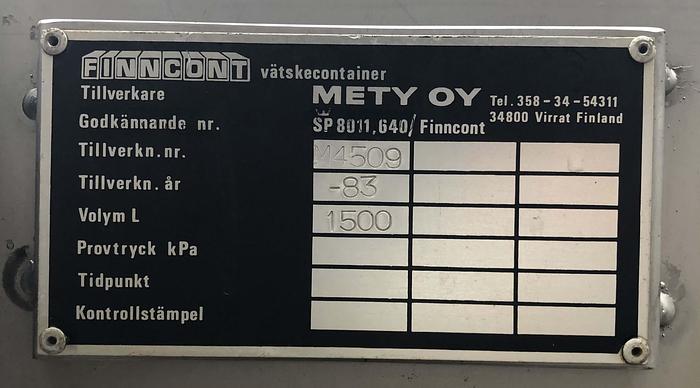 FINNCONT vätskecontainer
Tillverkare METY OY Tel. 358-34-54311
34800 Virrat Finland
Godkännande nr. SP 8011,640/Finncont
Tillverkn.nr. M4509
Tillverkn. år -83
Volym L 1500
Provtryck kPa
Tidpunkt
Kontrollstämpel